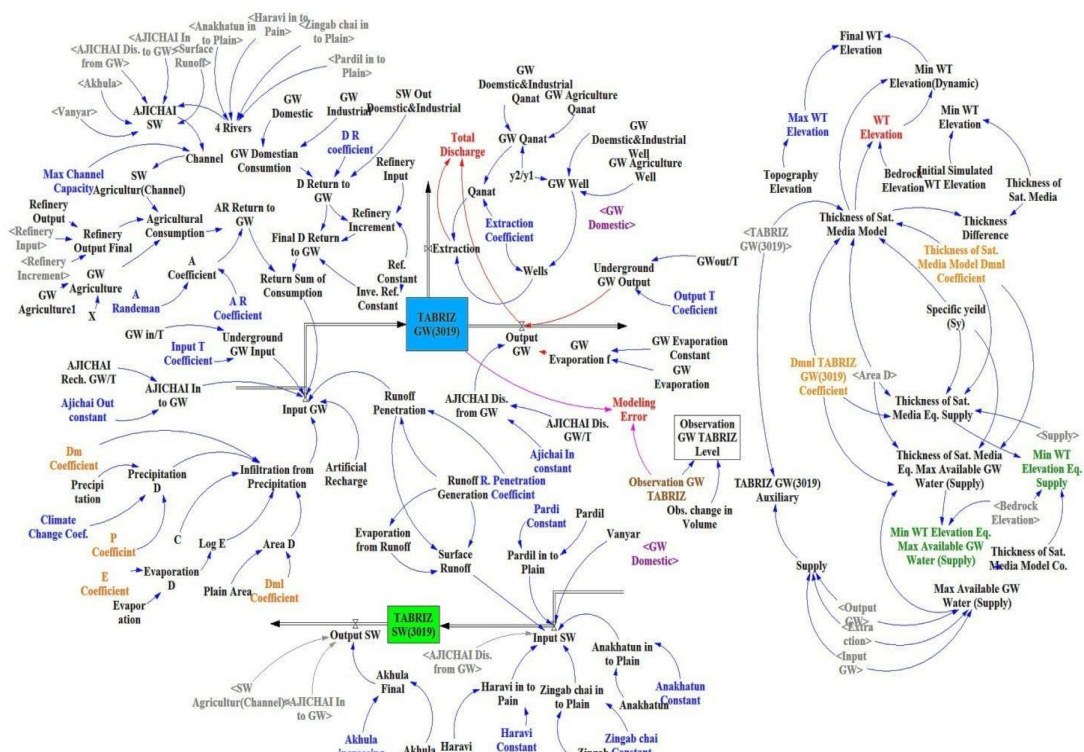 <Haravi in to
Pain>
<Anakhatun in
to Plain>
<Zingab chai
in to Plain>
<AJICHAI In
to GW>
<AJICHAI Dis.
from GW>
<Surface
Runoff>
<Pardil in to
Plain>
<Akhula>
<Vanyar>
AJICHAI
SW
4 Rivers
Channel
Max Channel
Capacity
SW
Agricultur(Channel)
GW
Domestic
GW
Industrial
SW Out
Doemstic&Industrial
GW Domestian
Consumtion
D R
coefficient
D Return to
GW
Refinery
Input
Refinery
Increment
Final D Return
to GW
Ref.
Constant
Inve. Ref.
Constant
Refinery
Output
<Refinery
Input>
Refinery
Output Final
<Refinery
Increment>
Agricultural
Consumption
AR Return to
GW
GW
Agriculture
GW
Agriculture1
X
A
Randeman
A
Coefficient
A R
Coefficient
Return Sum of
Consumption
Total
Discharge
GW
Doemstic&Industrial
Qanat
GW Agriculture
Qanat
GW Qanat
GW
Doemstic&Industrial
Well
GW Agriculture
Well
y2/y1
GW Well
Qanat
Extraction
Coefficient
<GW
Domestic>
Extraction
Wells
Underground
GW Output
GWout/T
Output T
Coeficient
TABRIZ
GW(3019)
Output
GW
GW
Evaporation f
GW Evaporation
Constant
GW
Evaporation
GW in/T
Input T
Coefficient
Underground
GW Input
AJICHAI
Rech. GW/T
AJICHAI In
to GW
Ajichai Out
constant
Input GW
Runoff
Penetration
AJICHAI Dis.
from GW
AJICHAI Dis.
GW/T
Ajichai In
constant
Modeling
Error
Observation
GW TABRIZ
Level
Observation GW
TABRIZ
Obs. change in
Volume
Dm
Coefficient
Precipi
tation
Precipitation
D
Infiltration from
Precipitation
Artificial
Recharge
Climate
Change Coef.
P
Coefficint
C
Log E
Area D
Plain Area
Dml
Coefficient
E
Coefficient
Evaporation
D
Evapor
ation
Runoff
Generation
R. Penetration
Coefficint
Evaporation
from Runoff
Surface
Runoff
Pardi
Constant
Pardil
Pardil in to
Plain
Vanyar
<GW
Domestic>
TABRIZ
SW(3019)
Output SW
Input SW
<AJICHAI Dis.
from GW>
<SW
Agricultur(Channel)>
<AJICHAI In
to GW>
Akhula
Final
Akhula
Akhula
Haravi in to
Pain
Haravi
Haravi
Constant
Zingab chai in
to Plain
Zingab chai
Constant
Anakhatun in
to Plain
Anakhatun
Anakhatun
Constant
Final WT
Elevation
Min WT
Elevation(Dynamic)
Max WT
Elevation
WT
Elevation
Min WT
Elevation
Topography
Elevation
Bedrock
Elevation
Initial Simulated
WT Elevation
Thickness of
Sat. Media
<TABRIZ
GW(3019)>
Thickness of Sat.
Media Model
Thickness
Difference
Thickness of Sat.
Media Model Dmnl
Coefficient
Specific yeild
(Sy)
Dmnl TABRIZ
GW(3019)
Coefficient
<Area D>
Thickness of Sat.
Media Eq. Supply
<Supply>
Thickness of Sat. Media
Eq. Max Available GW
Water (Supply)
Min WT
Elevation Eq.
Supply
TABRIZ GW(3019)
Auxiliary
<Bedrock
Elevation>
Min WT Elevation Eq.
Max Available GW
Water (Supply)
Thickness of Sat.
Media Model Co.
Supply
Max Available GW
Water (Supply)
<Output
GW>
<Extra
ction>
<Input
GW>